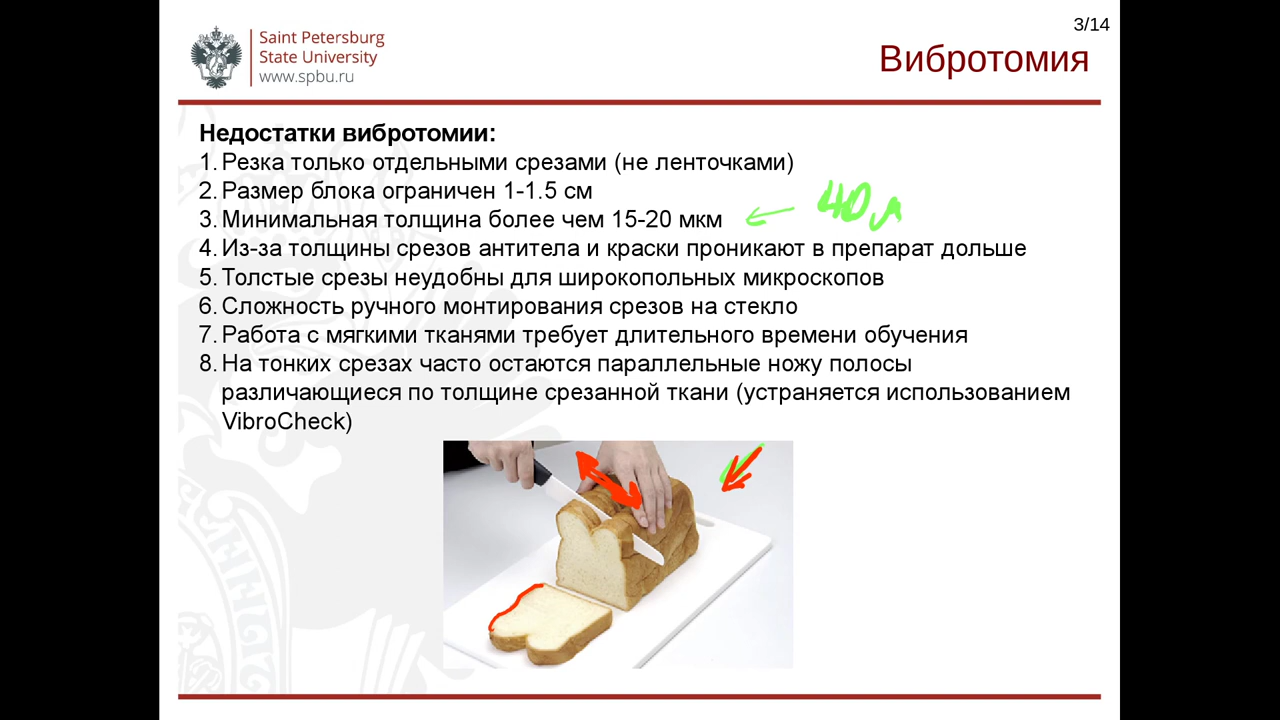 3/14
Saint Petersburg
State University
www.spbu.ru
Вибротомия
Недостатки вибротомии:
1. Резка только отдельными срезами (не ленточками)
2. Размер блока ограничен 1-1.5 см
3. Минимальная толщина более чем 15-20 мкм
40
4. Из-за толщины срезов антитела и краски проникают в препарат дольше
5. Толстые срезы неудобны для широкопольных микроскопов
6. Сложность ручного монтирования срезов на стекло
7. Работа с мягкими тканями требует длительного времени обучения
8. На тонких срезах часто остаются параллельные ножу полосы
различающиеся по толщине срезанной ткани (устраняется использованием
VibroCheck)